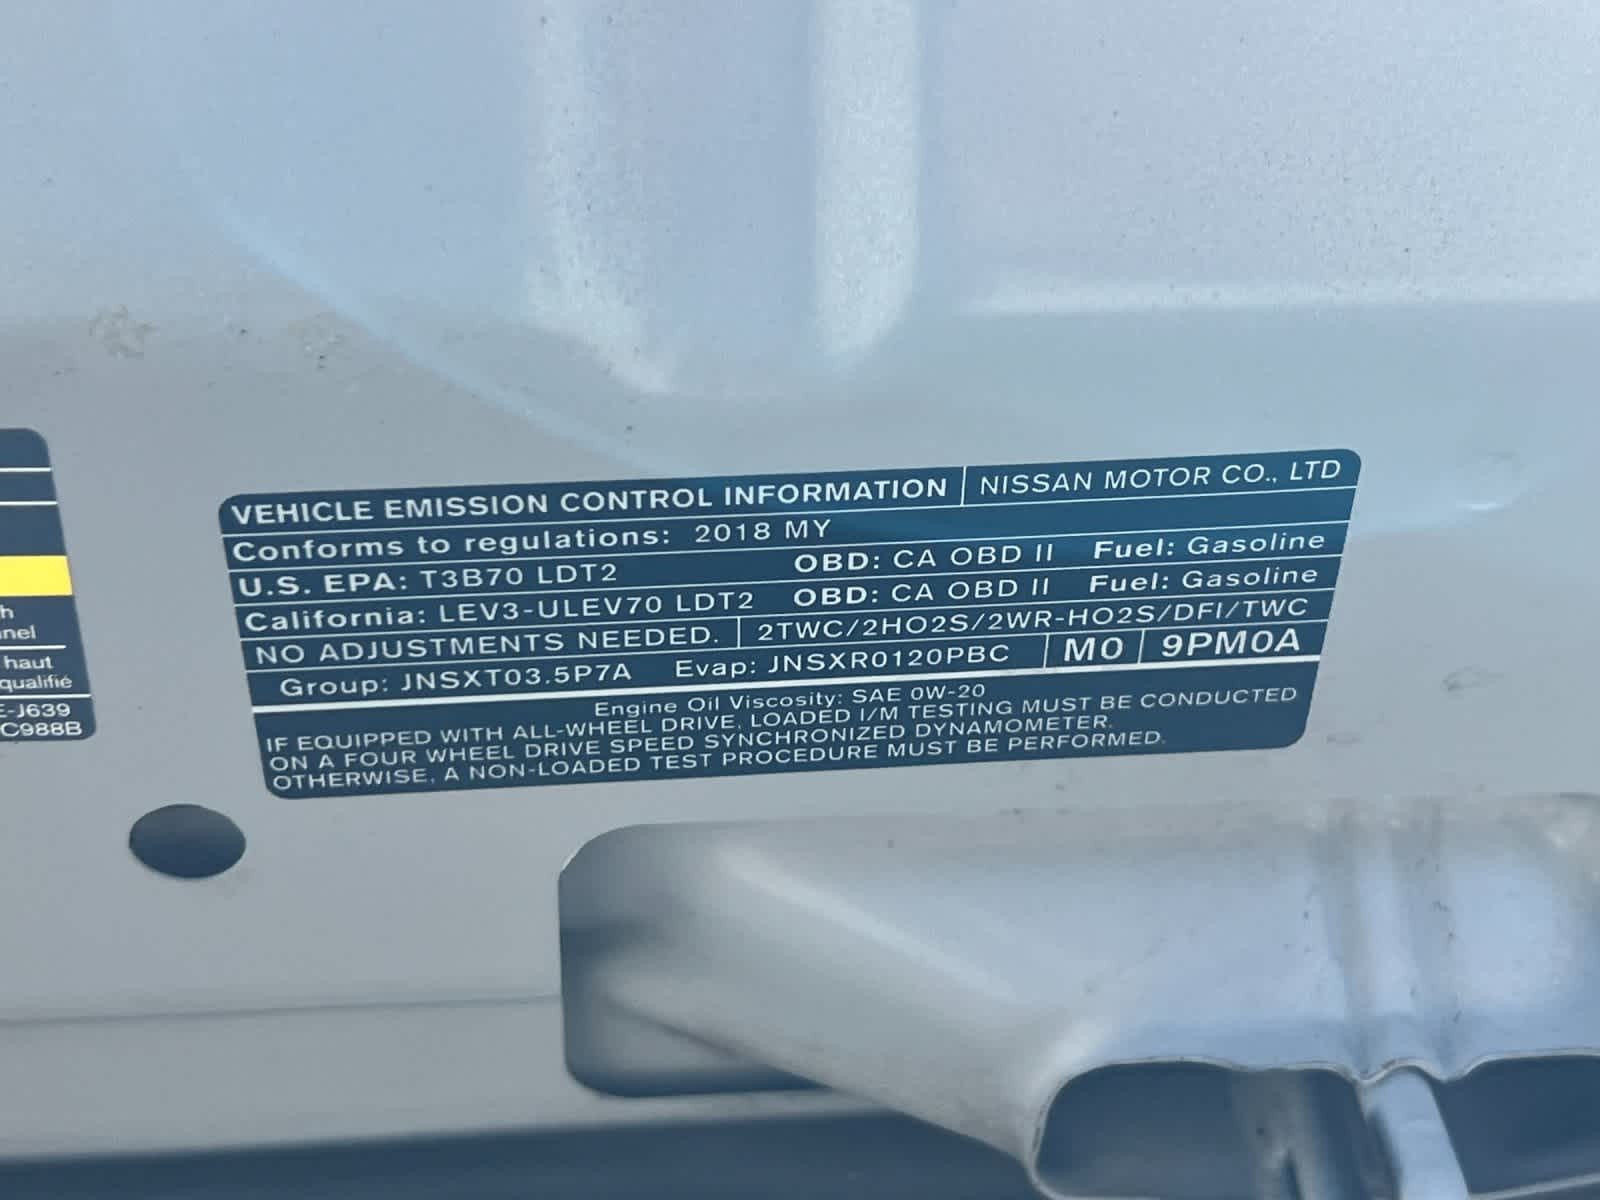 h
nel
haut
qualifié
E-J639
C988B
VEHICLE EMISSION CONTROL INFORMATION NISSAN MOTOR CO., LTD
Conforms to regulations: 2018 MY
U.S. EPA: T3B70 LDT2 OBD: CA OBD II Fuel: Gasoline
California: LEV3-ULEV70 LDT2 OBD: CA OBD II Fuel: Gasoline
NO ADJUSTMENTS NEEDED. 2TWC/2HO2S/2WR-HO2S/DFI/TWC
Group: JNSXT03.5P7A Evap: JNSXR0120PBC M0 9PM0A
Engine Oil Viscosity: SAE 0W-20
IF EQUIPPED WITH ALL-WHEEL DRIVE, LOADED I/M TESTING MUST BE CONDUCTED
ON A FOUR WHEEL DRIVE SPEED SYNCHRONIZED DYNAMOMETER.
OTHERWISE, A NON-LOADED TEST PROCEDURE MUST BE PERFORMED.